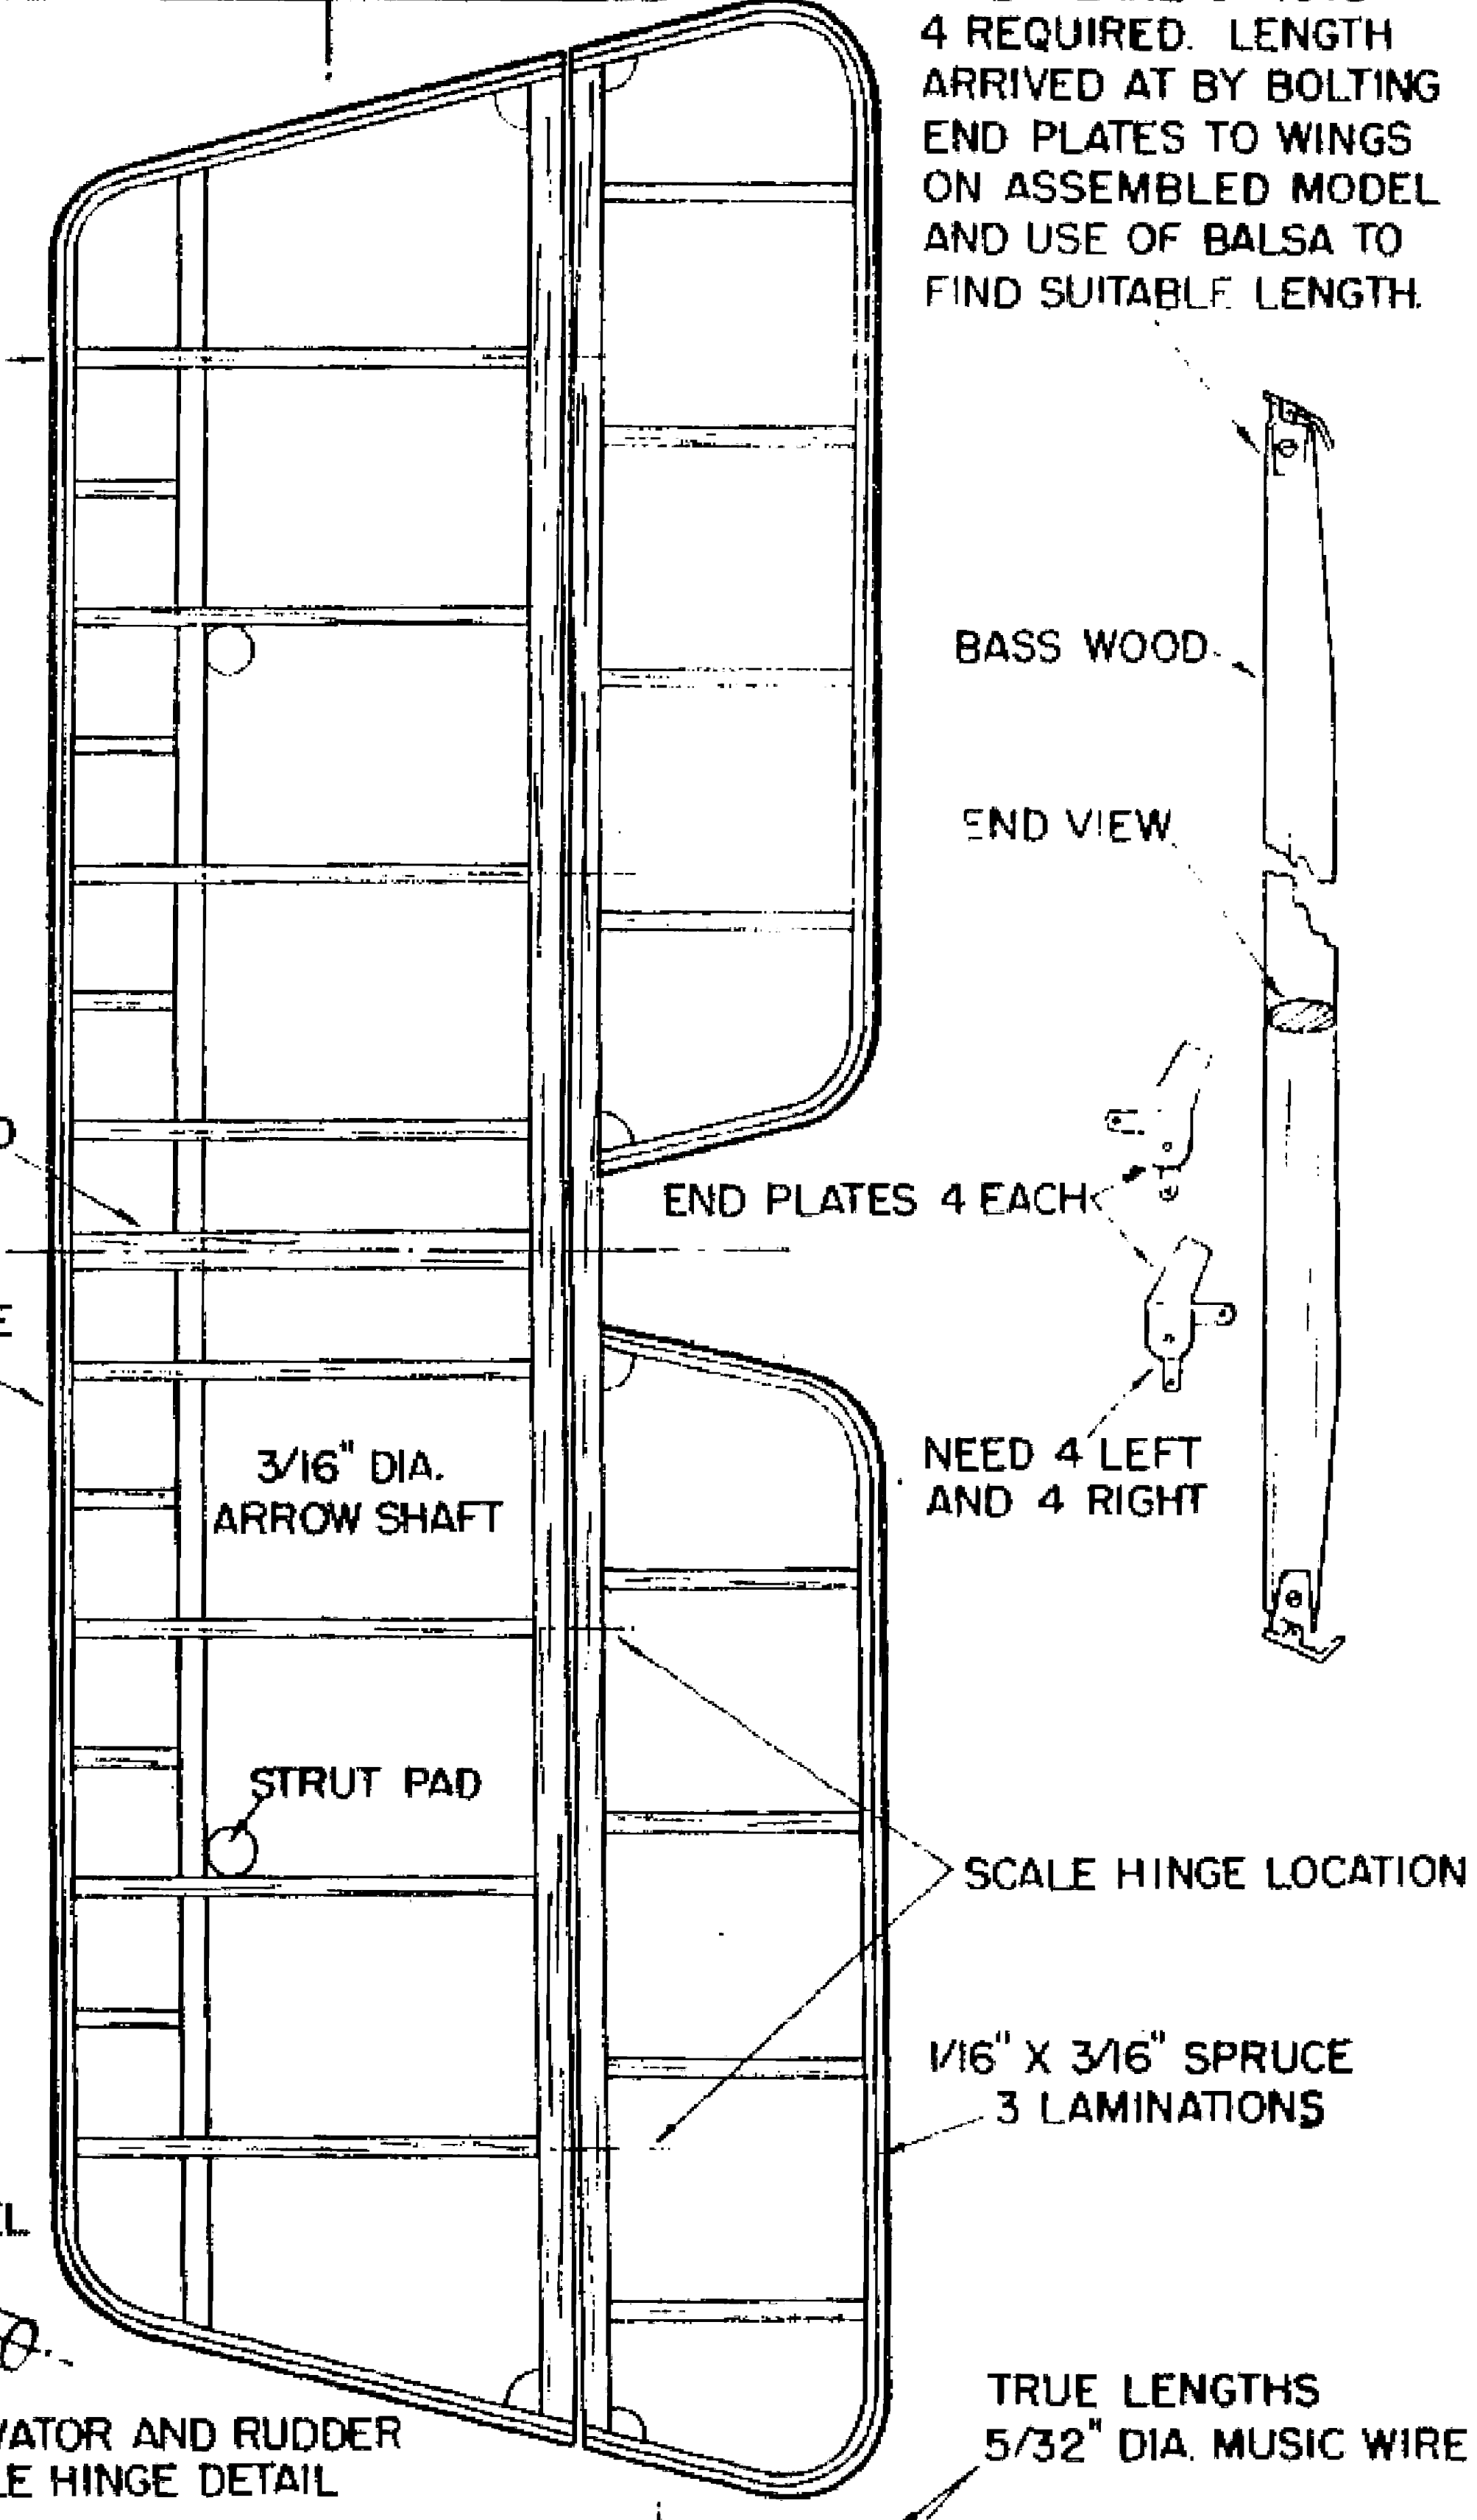 4 REQUIRED. LENGTH
ARRIVED AT BY BOLTING
END PLATES TO WINGS
ON ASSEMBLED MODEL
AND USE OF BALSA TO
FIND SUITABLE LENGTH.
BASS WOOD
END VIEW
END PLATES 4 EACH
NEED 4 LEFT
AND 4 RIGHT
3/16" DIA.
ARROW SHAFT
STRUT PAD
SCALE HINGE LOCATION
1/16" X 3/16" SPRUCE
3 LAMINATIONS
TRUE LENGTHS
5/32" DIA. MUSIC WIRE
VATOR AND RUDDER
LE HINGE DETAIL